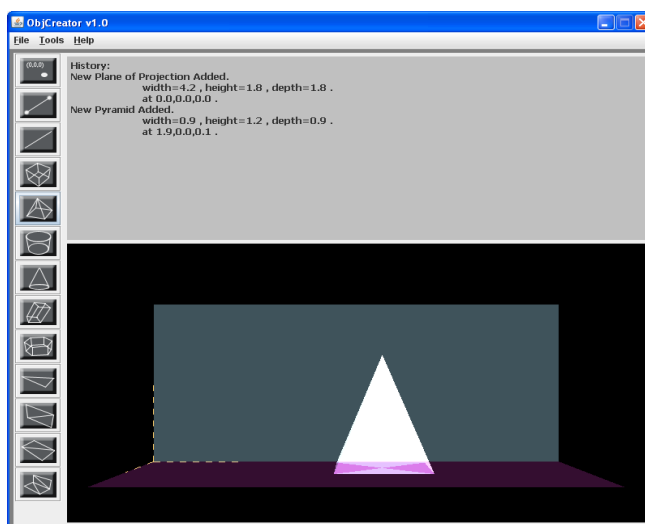 ObjCreator v1.0
File Tools Help
(0,0,0)
History:
New Plane of Projection Added.
width=4.2 , height=1.8 , depth=1.8 .
at 0.0,0.0,0.0 .
New Pyramid Added.
width=0.9 , height=1.2 , depth=0.9 .
at 1.9,0.0,0.1 .